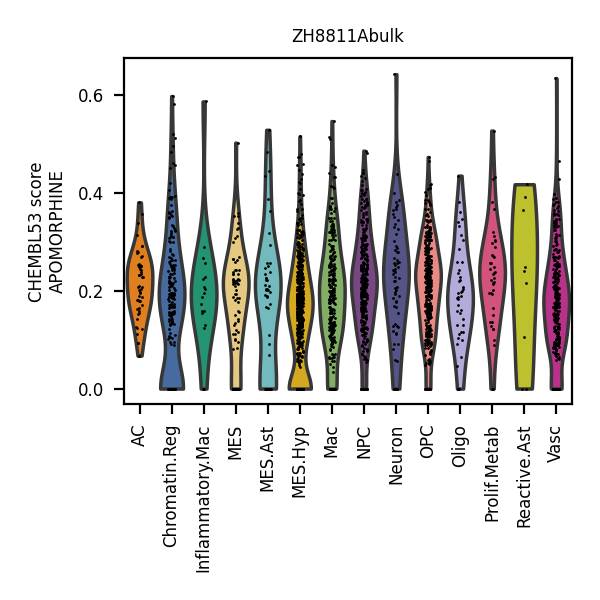 ZH8811Abulk
CHEMBL53 score
APOMORPHINE
0.6
0.4
0.2
0.0
AC
Chromatin.Reg
Inflammatory.Mac
MES
MES.Ast
MES.Hyp
Mac
NPC
Neuron
OPC
Oligo
Prolif.Metab
Reactive.Ast
Vasc